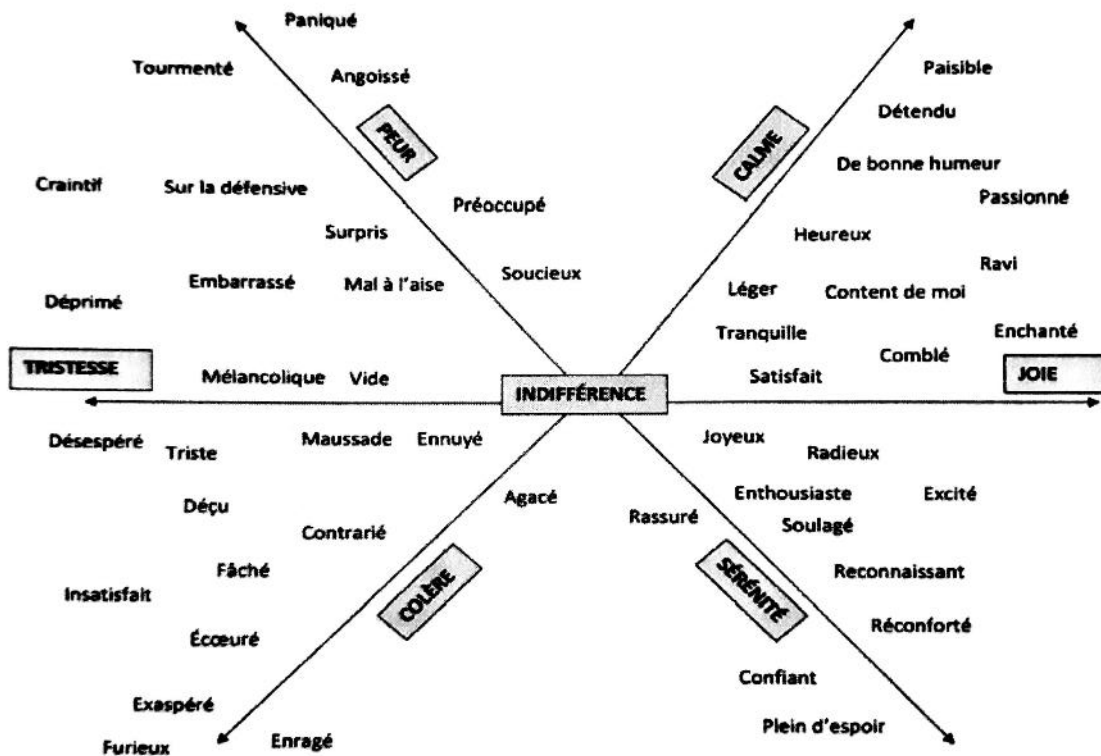 Paniqué
Tourmenté
Angoissé
Paisible
Détendu
PEUR
CALME
De bonne humeur
Craintif
Sur la défensive
Préoccupé
Passionné
Surpris
Heureux
Soucieux
Ravi
Embarrassé
Mal à l'aise
Léger
Content de moi
Déprimé
Tranquille
Enchanté
Comblé
TRISTESSE
Mélancolique
Vide
Satisfait
JOIE
INDIFFÉRENCE
Désespéré
Triste
Maussade
Ennuyé
Joyeux
Radieux
Déçu
Agacé
Enthousiaste
Excité
Contrarié
Rassuré
Soulagé
Fâché
COLÈRE
SÉRÉNITÉ
Reconnaissant
Insatisfait
Écœuré
Réconforté
Confiant
Exaspéré
Plein d'espoir
Furieux
Enragé